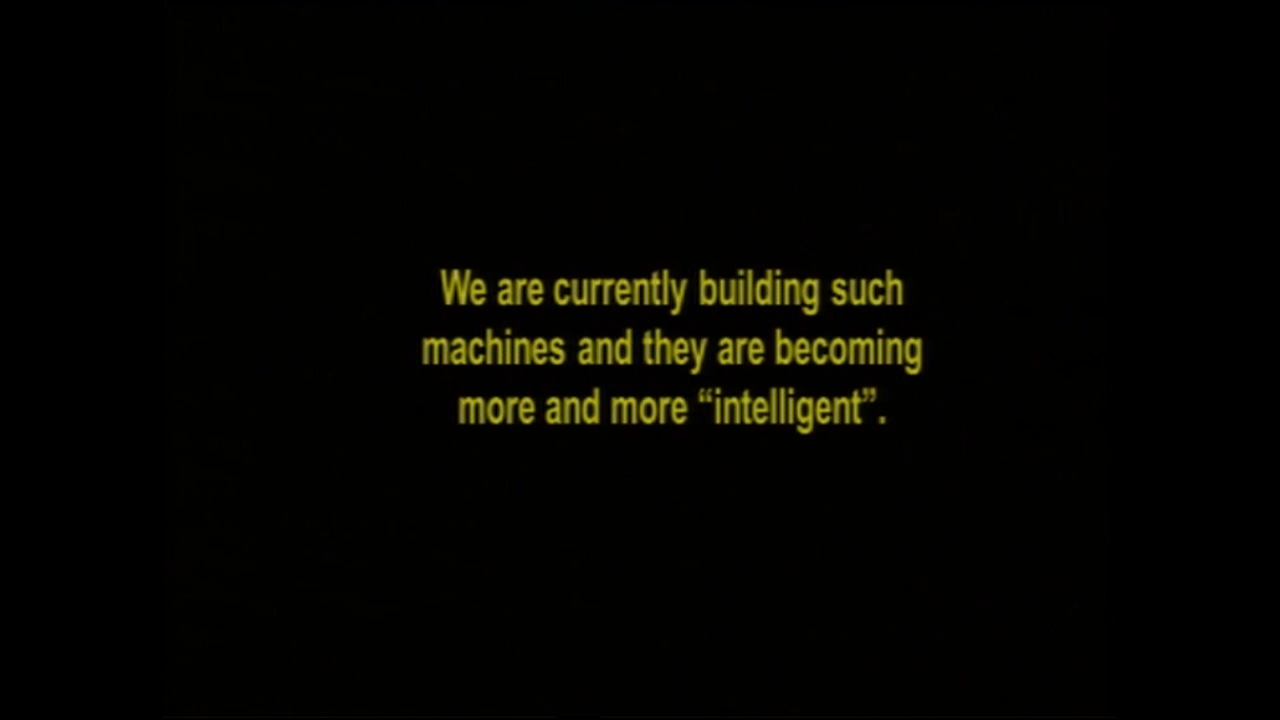 We are currently building such
machines and they are becoming
more and more “intelligent”.